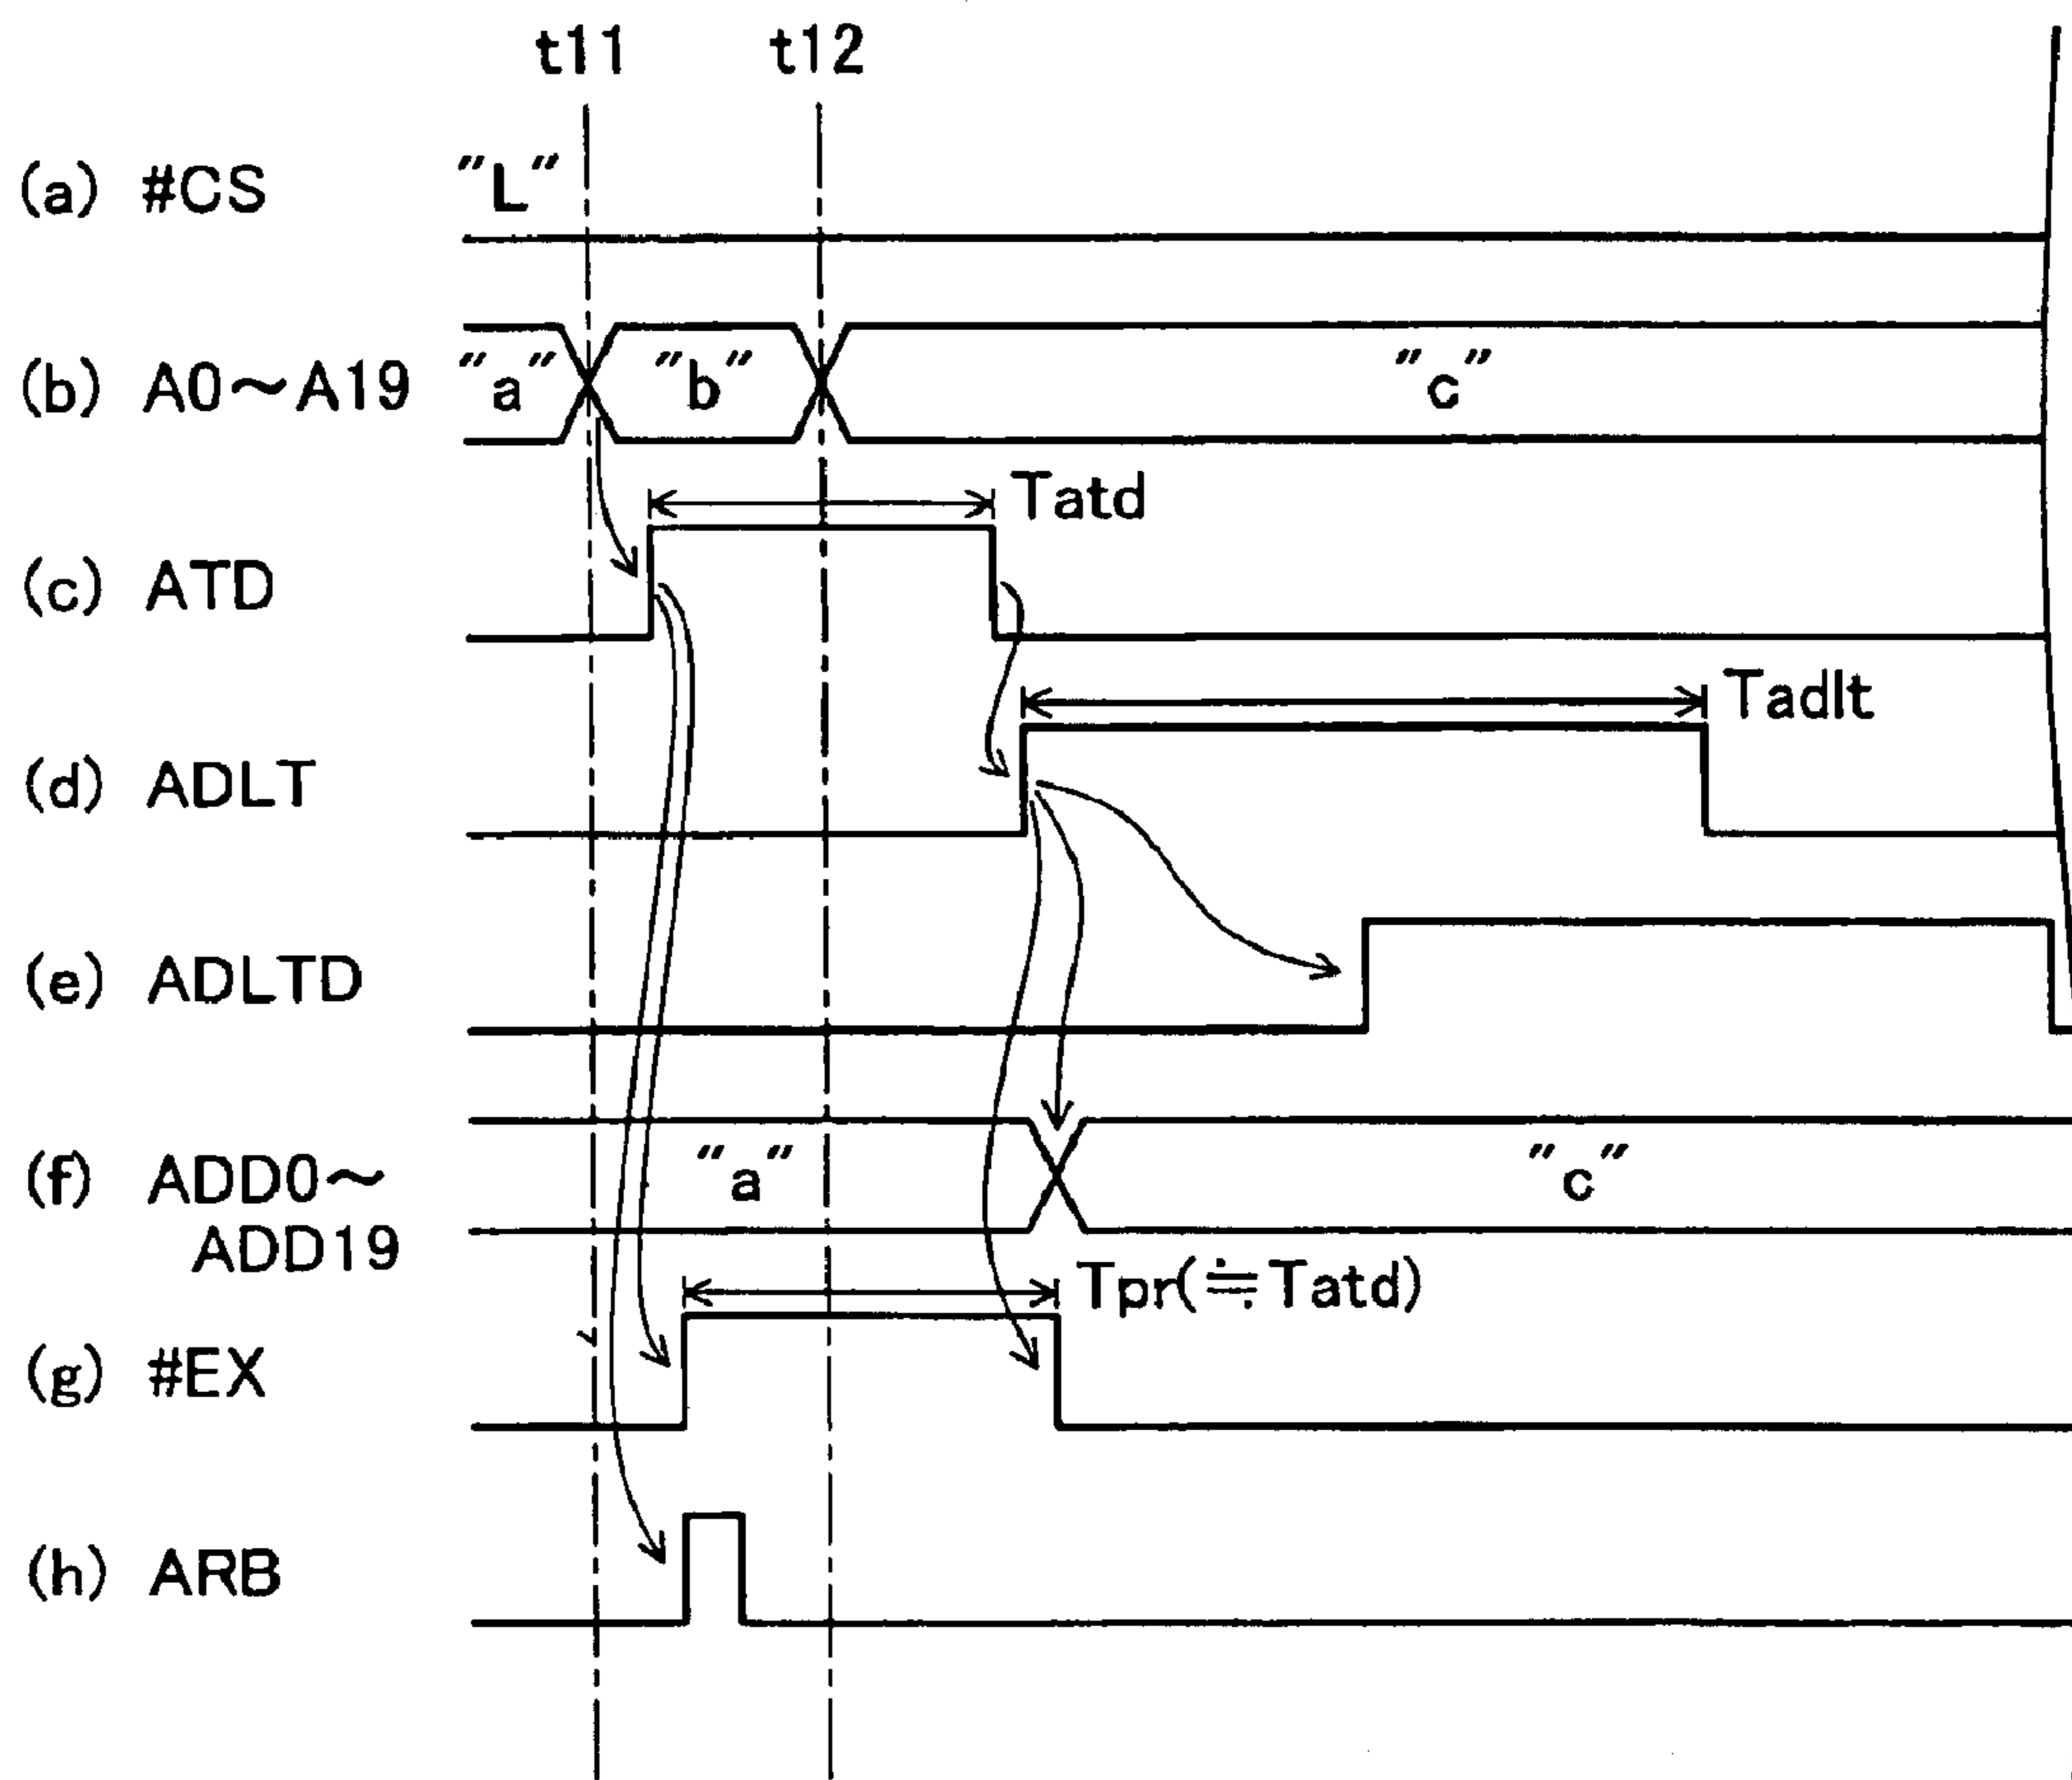 t11 t12
(a) #CS "L"
(b) A0～A19 "a" "b" "c"
Tatd
(c) ATD
Tadlt
(d) ADLT
(e) ADLTD
(f) ADD0～ "a" "c"
ADD19
Tpr(≒Tatd)
(g) #EX
(h) ARB